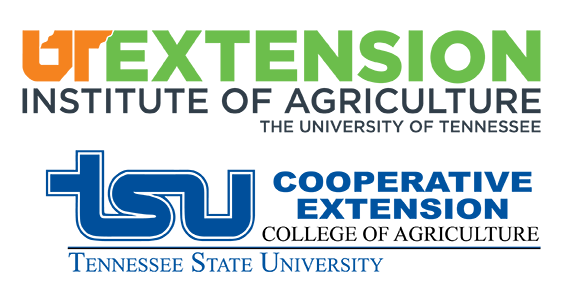 UTEXTENSION
INSTITUTE OF AGRICULTURE
THE UNIVERSITY OF TENNESSEE
tsu
COOPERATIVE
EXTENSION
COLLEGE OF AGRICULTURE
TENNESSEE STATE UNIVERSITY